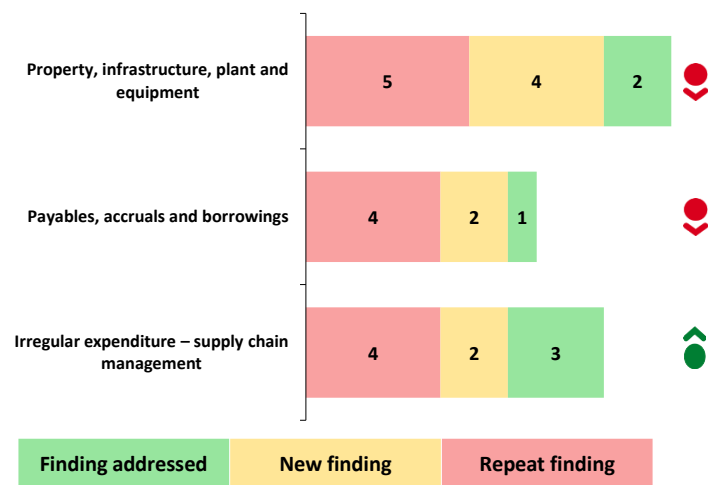 Property, infrastructure, plant and
equipment
5 4 2
Payables, accruals and borrowings
4 2 1
Irregular expenditure – supply chain
management
4 2 3
Finding addressed New finding Repeat finding